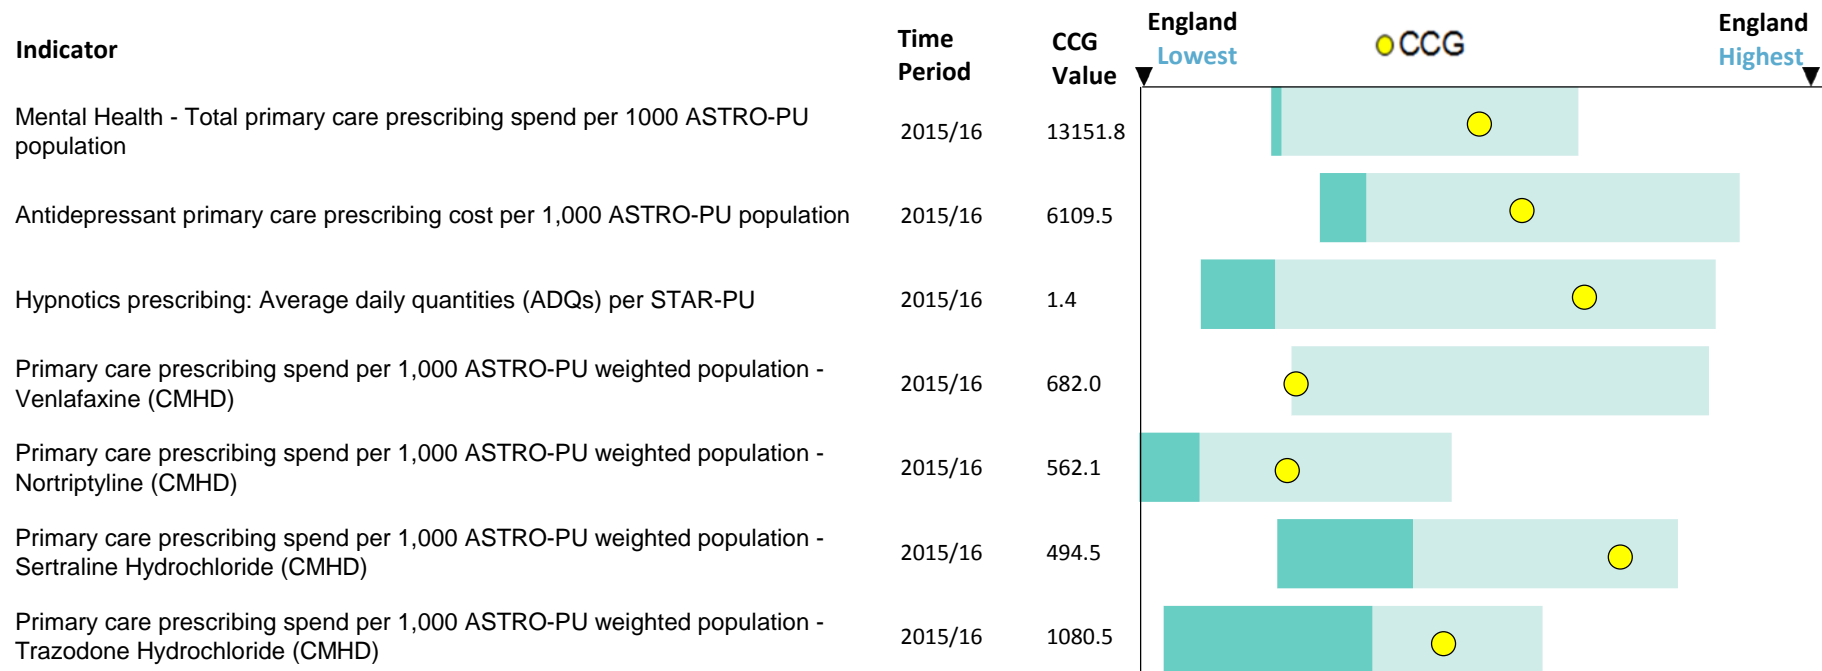 Indicator
Time Period
CCG Value
England Lowest
CCG
England Highest
Mental Health - Total primary care prescribing spend per 1000 ASTRO-PU
population
2015/16
13151.8
Antidepressant primary care prescribing cost per 1,000 ASTRO-PU population
2015/16
6109.5
Hypnotics prescribing: Average daily quantities (ADQs) per STAR-PU
2015/16
1.4
Primary care prescribing spend per 1,000 ASTRO-PU weighted population -
Venlafaxine (CMHD)
2015/16
682.0
Primary care prescribing spend per 1,000 ASTRO-PU weighted population -
Nortriptyline (CMHD)
2015/16
562.1
Primary care prescribing spend per 1,000 ASTRO-PU weighted population -
Sertraline Hydrochloride (CMHD)
2015/16
494.5
Primary care prescribing spend per 1,000 ASTRO-PU weighted population -
Trazodone Hydrochloride (CMHD)
2015/16
1080.5